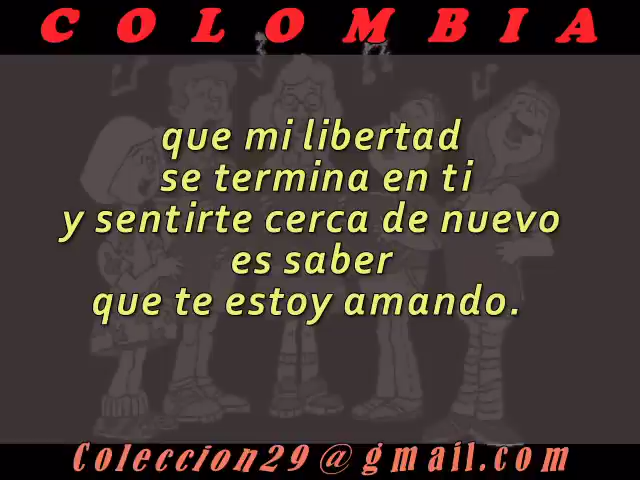 COLOMBIA
que mi libertad
se termina en ti
y sentirte cerca de nuevo
es saber
que te estoy amando.
Coleccion29@gmail.com